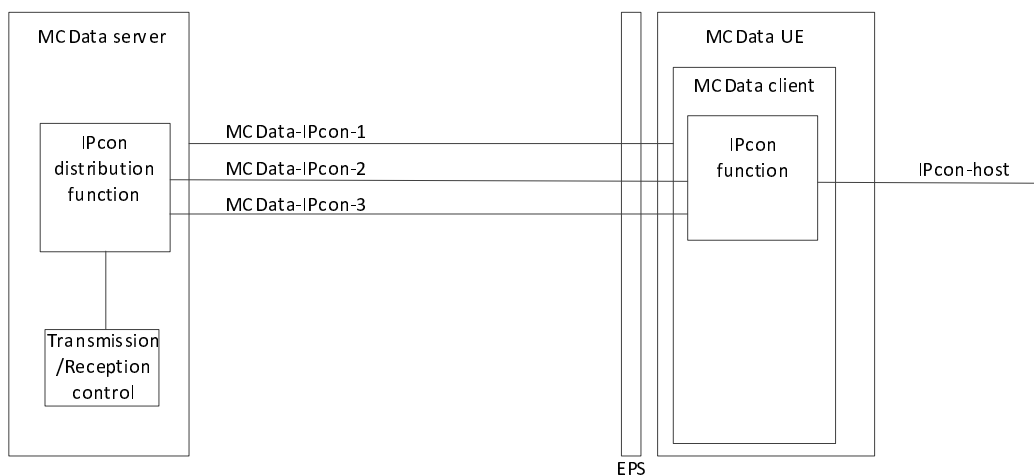 MCData server
MCData UE
MCData client
IPcon
distribution
function
MCData-IPcon-1
MCData-IPcon-2
MCData-IPcon-3
IPcon
function
IPcon-host
Transmission
/Reception
control
EPS